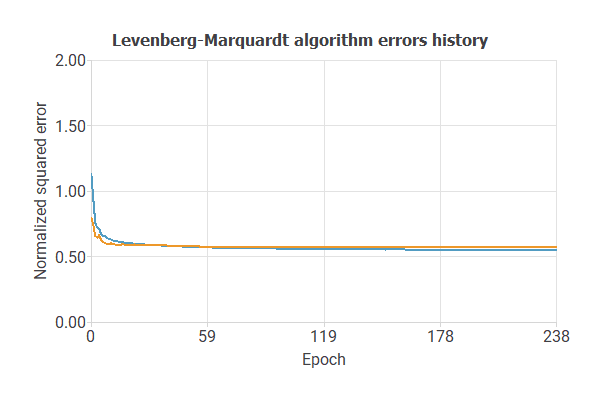 Levenberg-Marquardt algorithm errors history
2.00
1.50
1.00
0.50
0.00
Normalized squared error
0 59 119 178 238
Epoch